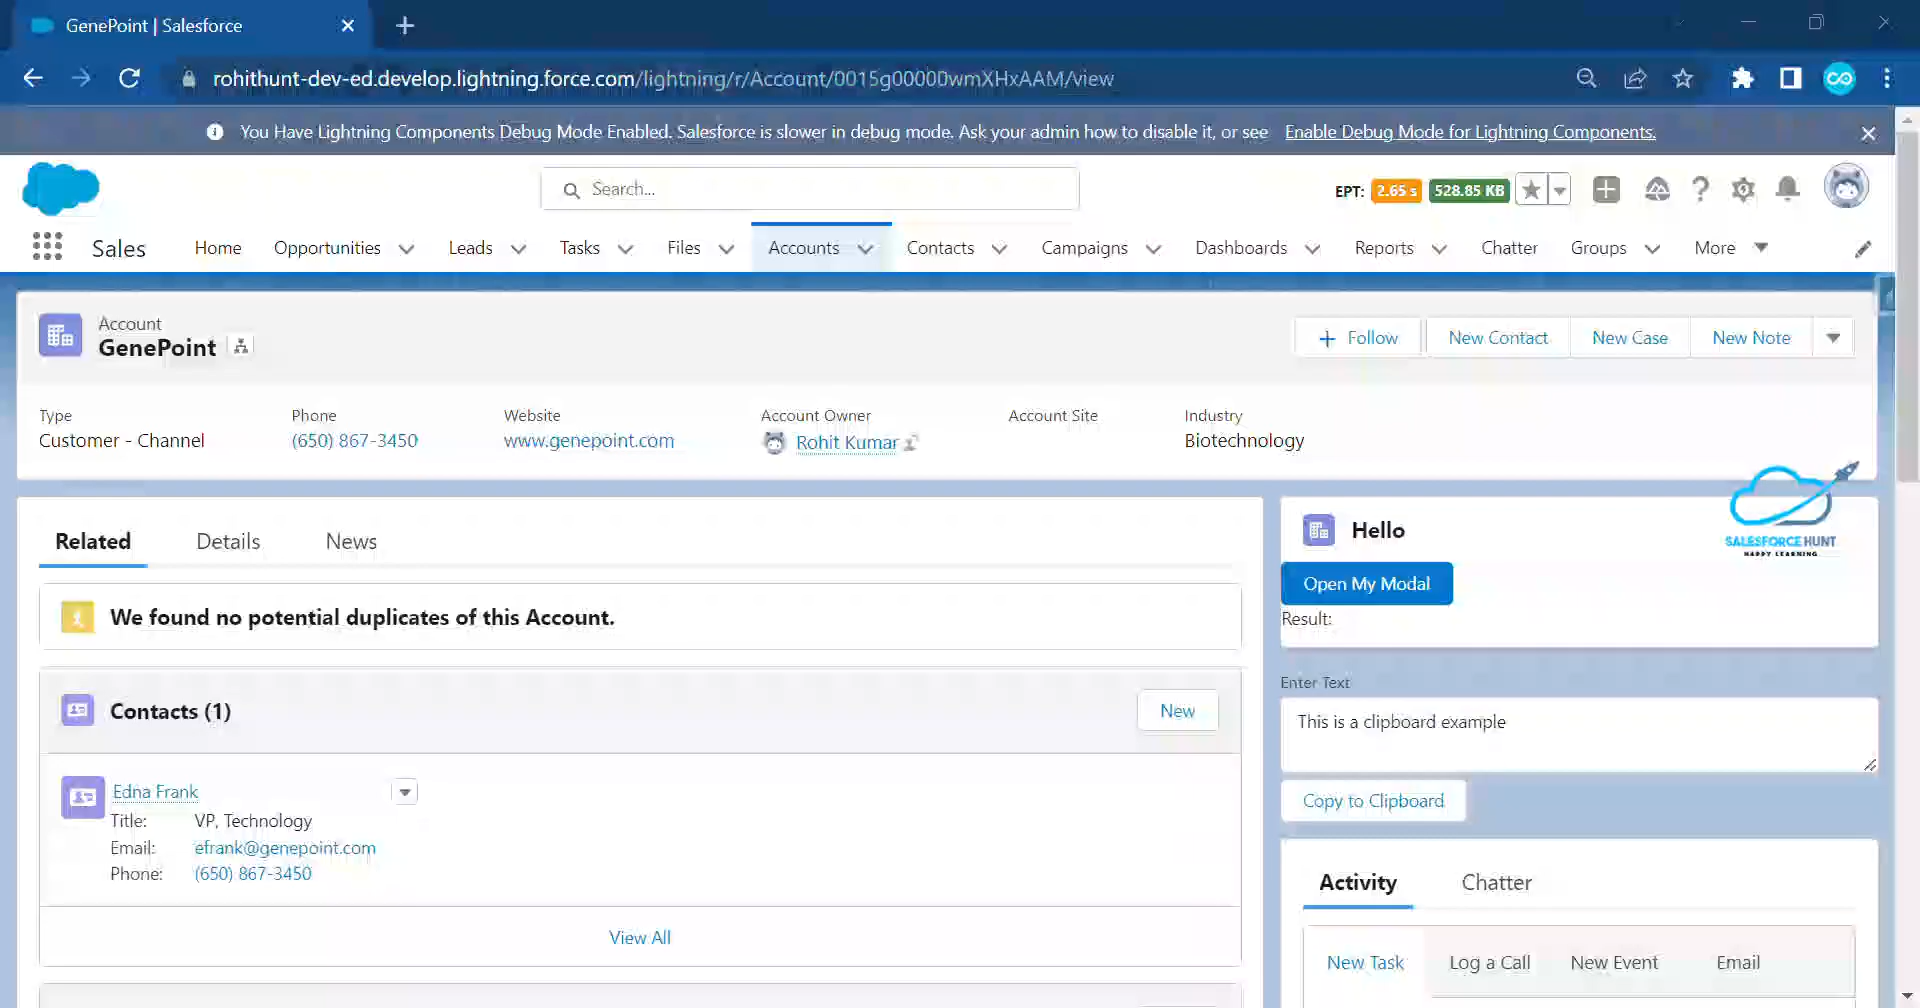 GenePoint | Salesforce
rohithunt-dev-ed.develop.lightning.force.com/lightning/r/Account/0015g00000wmXHxAAM/view
You Have Lightning Components Debug Mode Enabled. Salesforce is slower in debug mode. Ask your admin how to disable it, or see Enable Debug Mode for Lightning Components.
Search...
EPT: 2.65 s 528.85 KB
Sales Home Opportunities Leads Tasks Files Accounts Contacts Campaigns Dashboards Reports Chatter Groups More
Account
GenePoint
Follow New Contact New Case New Note
Type Phone Website Account Owner Account Site Industry
Customer - Channel (650) 867-3450 www.genepoint.com Rohit Kumar Biotechnology
Related Details News
Hello
SALESFORCE HUNT
HAPPY LEARNING
Open My Modal
Result:
We found no potential duplicates of this Account.
Enter Text
This is a clipboard example
Copy to Clipboard
Contacts (1)
New
Edna Frank
Title: VP, Technology
Email: efrank@genepoint.com
Phone: (650) 867-3450
View All
Activity Chatter
New Task Log a Call New Event Email